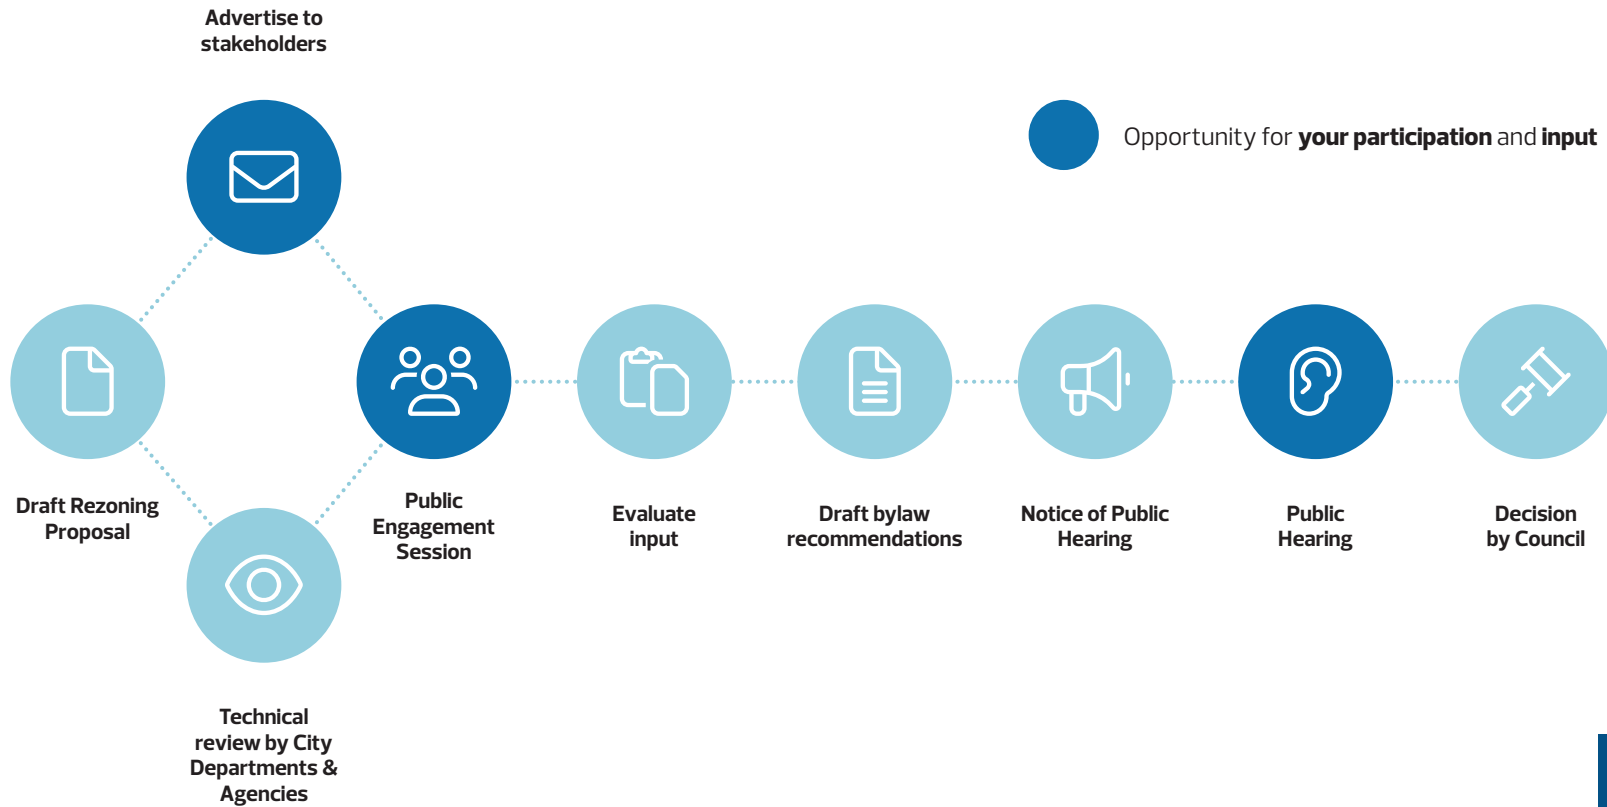 Advertise to
stakeholders
Opportunity for your participation and input
Draft Rezoning
Proposal
Public
Engagement
Session
Evaluate
input
Draft bylaw
recommendations
Notice of Public
Hearing
Public
Hearing
Decision
by Council
Technical
review by City
Departments &
Agencies